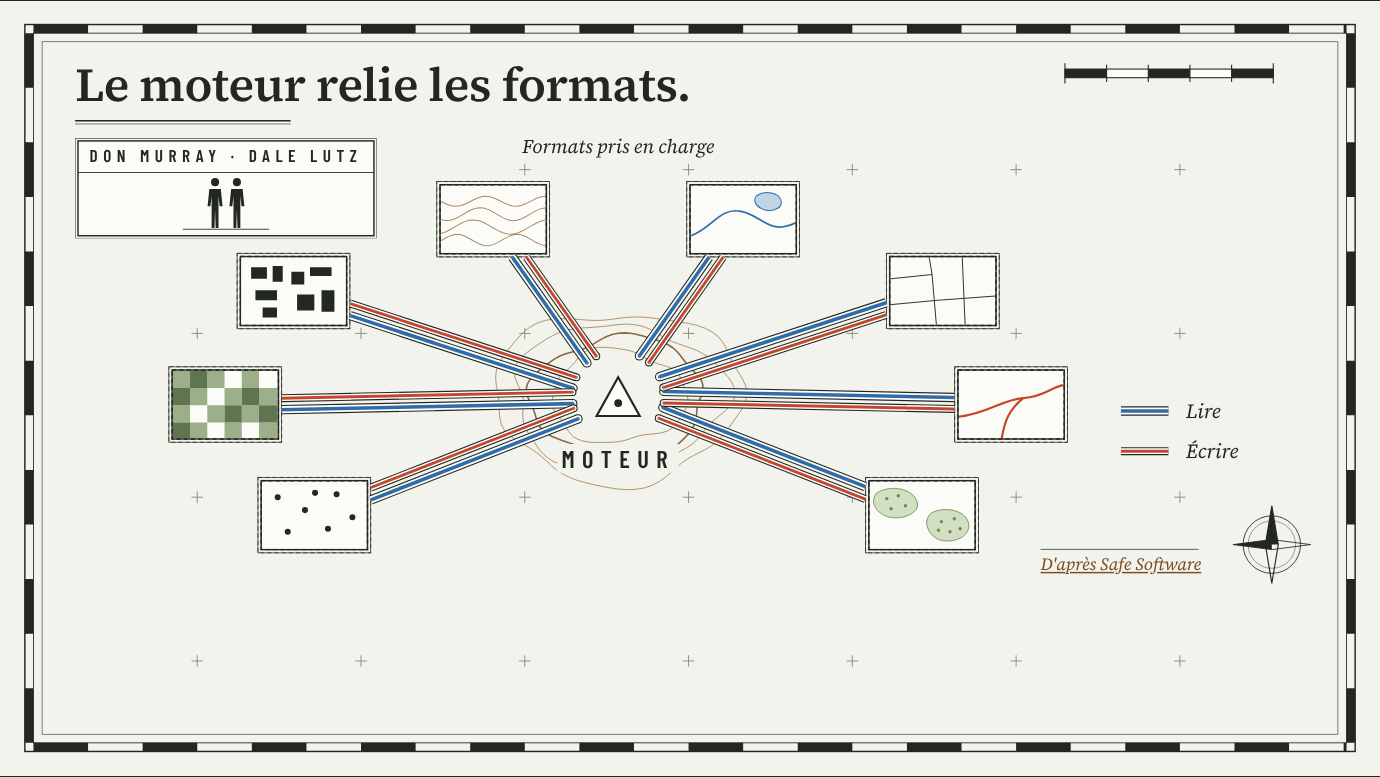 Le moteur relie les formats.
DON MURRAY · DALE LUTZ
Formats pris en charge
MOTEUR
Lire
Écrire
D'après Safe Software